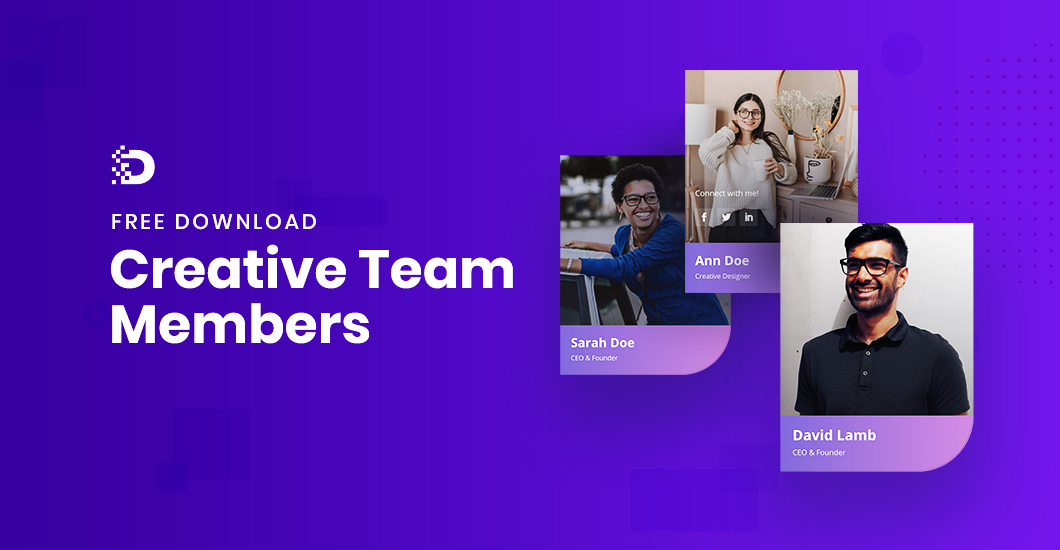 FREE DOWNLOAD
Creative Team
Members
Connect with me!
Ann Doe
Creative Designer
Sarah Doe
CEO & Founder
David Lamb
CEO & Founder